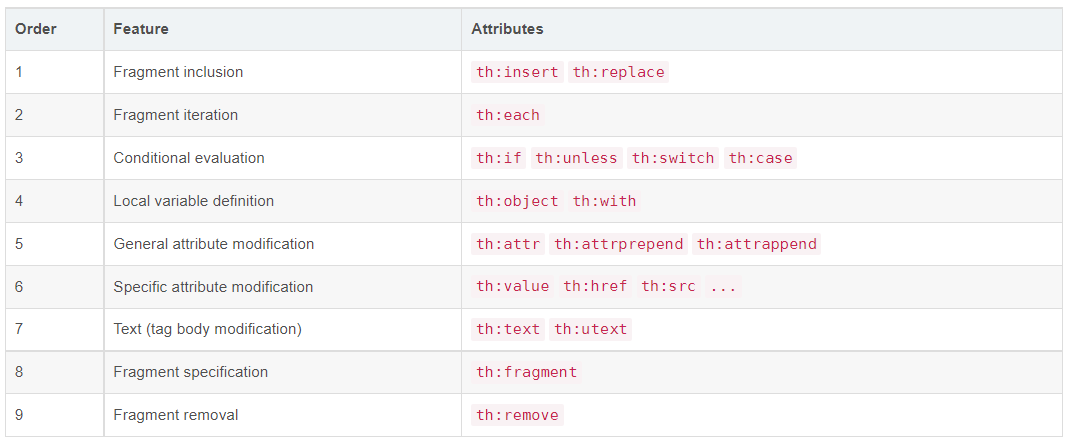 Order Feature Attributes
1 Fragment inclusion th:insert th:replace
2 Fragment iteration th:each
3 Conditional evaluation th:if th:unless th:switch th:case
4 Local variable definition th:object th:with
5 General attribute modification th:attr th:attrprepend th:attrappend
6 Specific attribute modification th:value th:href th:src ...
7 Text (tag body modification) th:text th:utext
8 Fragment specification th:fragment
9 Fragment removal th:remove